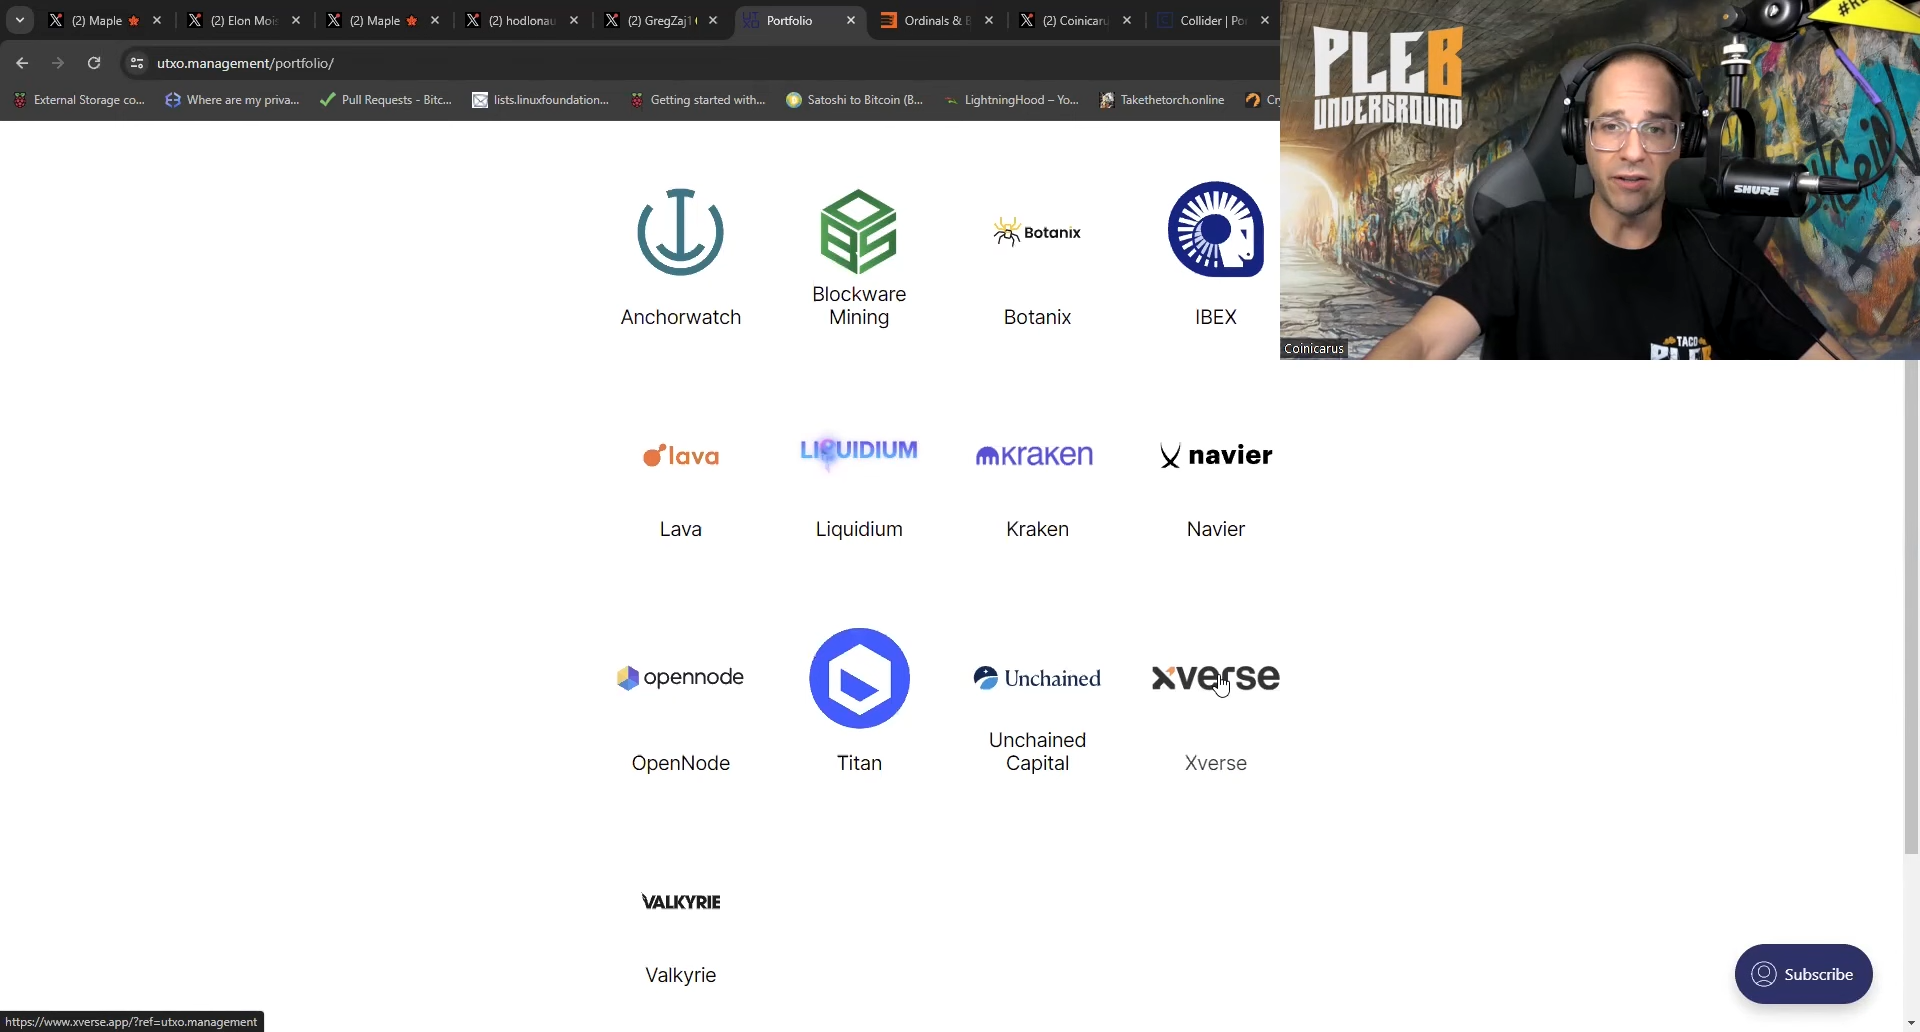 (2) Maple
(2) Elon Mois
(2) Maple
(2) hodlonau
(2) GregZaj1
Portfolio
Ordinals & B
(2) Coinicaru
Collider | Po
utxo.management/portfolio/
External Storage co...
Where are my priva...
Pull Requests - Bitc...
lists.linuxfoundation...
Getting started with...
Satoshi to Bitcoin (B...
LightningHood – Yo...
Takethetorch.online
PLEB
UNDERGROUND
SHURE
TACO
Coinicarus
Anchorwatch
Blockware
Mining
Botanix
Botanix
IBEX
lava
LIQUIDIUM
kraken
navier
Lava
Liquidium
Kraken
Navier
opennode
Unchained
xverse
OpenNode
Titan
Unchained
Capital
Xverse
VALKYRIE
Valkyrie
Subscribe
https://www.xverse.app/?ref=utxo.management